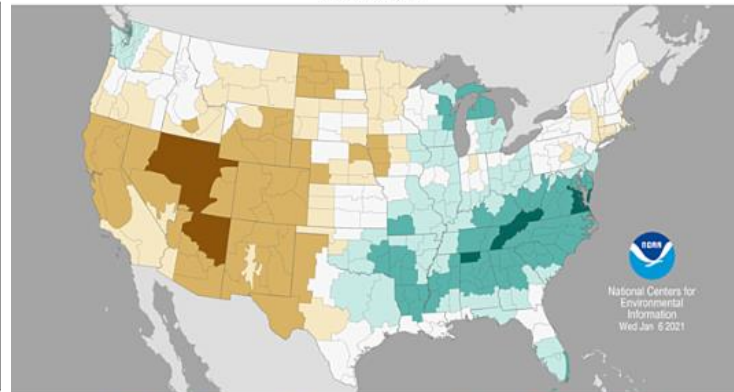 NOAA
National Centers for
Environmental
Information
Wed Jan 6 2021